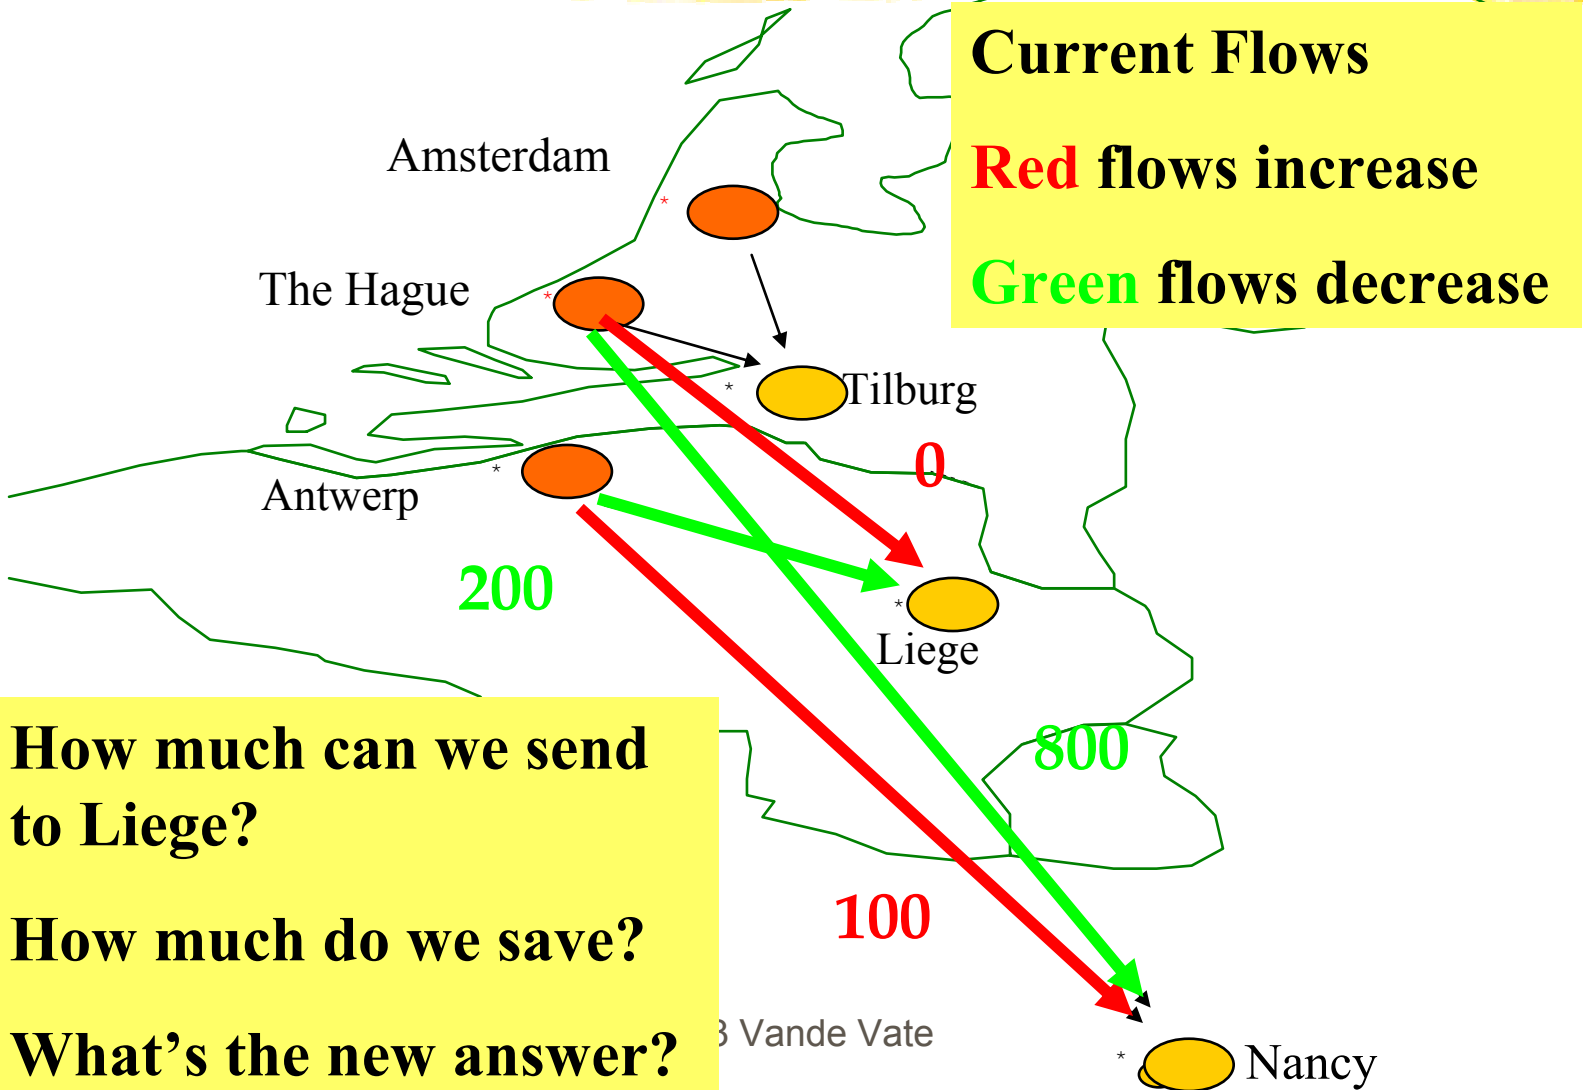 Current Flows
Red flows increase
Green flows decrease
Amsterdam
*
The Hague
*
*
Tilburg
0
*
Antwerp
200
*
Liege
800
100
How much can we send
to Liege?
How much do we save?
What's the new answer?
3 Vande Vate
*
Nancy